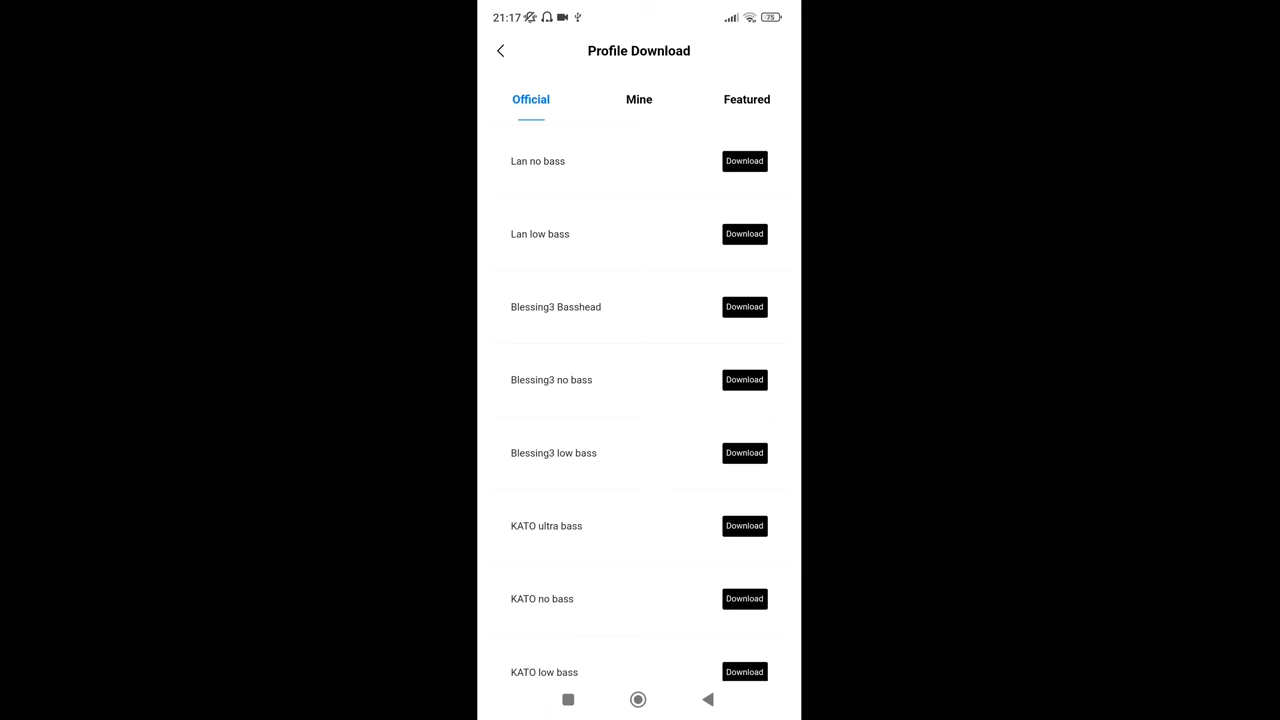 21:17
75
Profile Download
Official Mine Featured
Lan no bass Download
Lan low bass Download
Blessing3 Basshead Download
Blessing3 no bass Download
Blessing3 low bass Download
KATO ultra bass Download
KATO no bass Download
KATO low bass Download